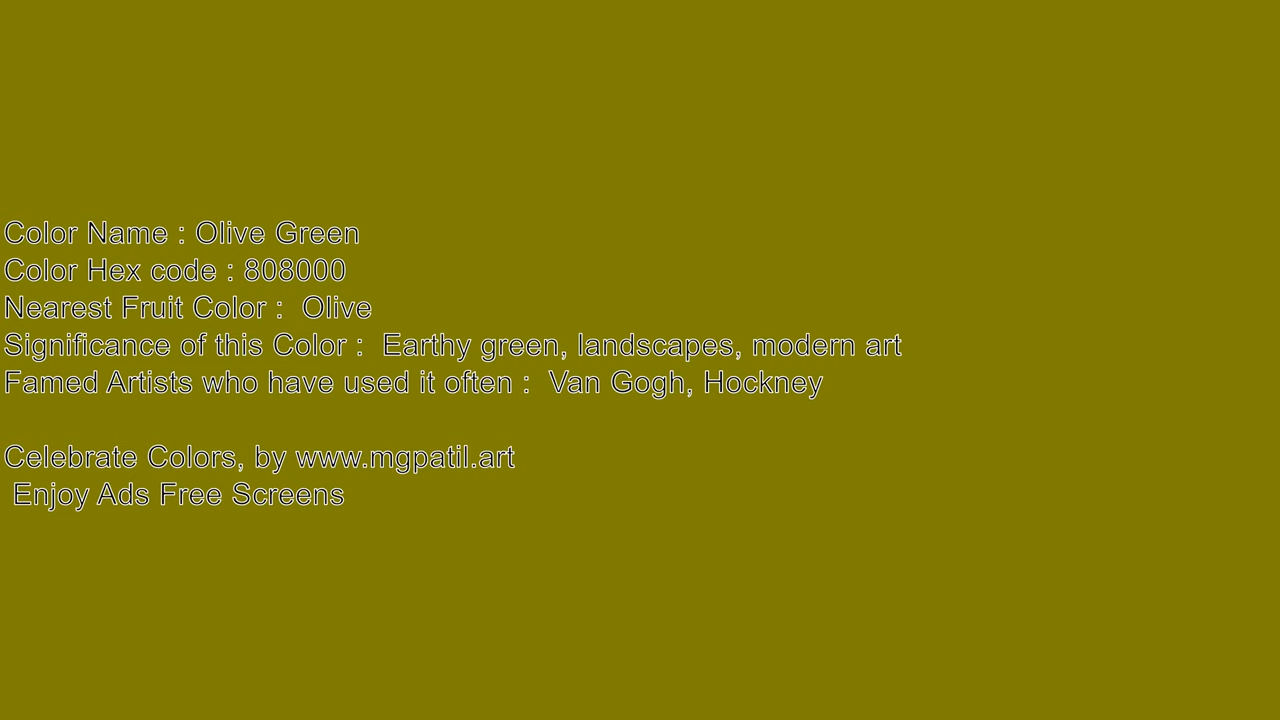 Color Name : Olive Green
Color Hex code : 808000
Nearest Fruit Color :  Olive
Significance of this Color :  Earthy green, landscapes, modern art
Famed Artists who have used it often :  Van Gogh, Hockney
Celebrate Colors, by www.mgpatil.art
Enjoy Ads Free Screens